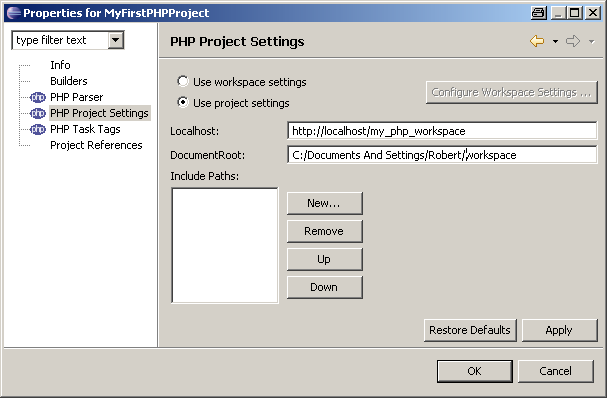 Properties for MyFirstPHPProject
type filter text
Info
Builders
php PHP Parser
PHP Project Settings
php PHP Task Tags
Project References
PHP Project Settings
Use workspace settings
Use project settings
Configure Workspace Settings ...
Localhost:
http://localhost/my_php_workspace
DocumentRoot:
C:/Documents And Settings/Robert/workspace
Include Paths:
New...
Remove
Up
Down
Restore Defaults
Apply
OK
Cancel